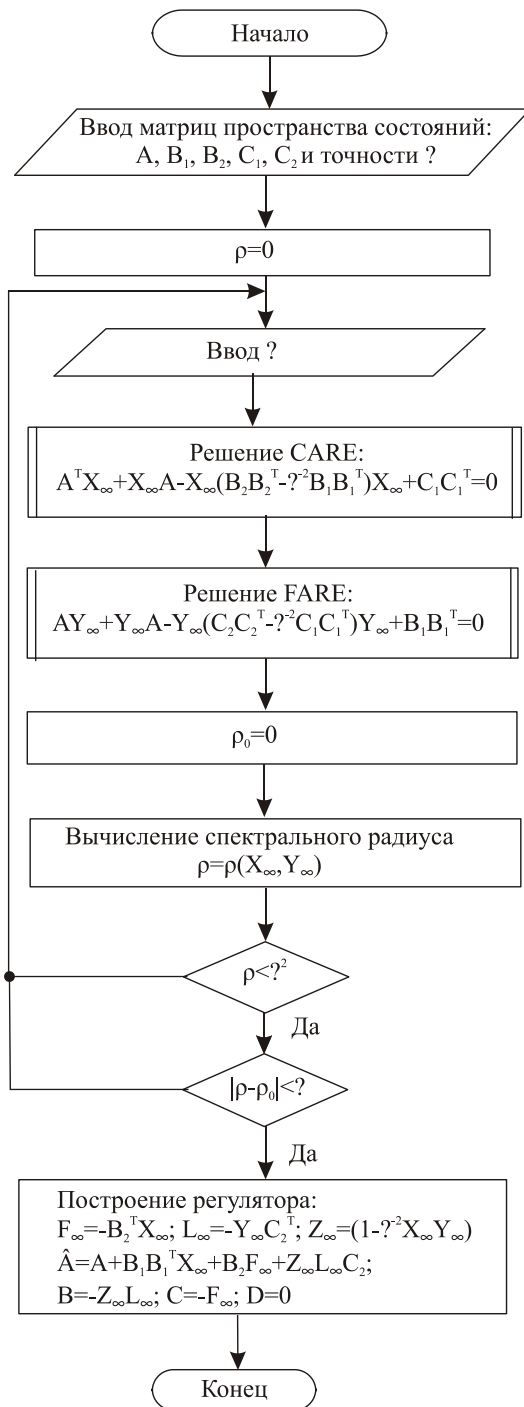 Начало
Ввод матриц пространства состояний:
A, B₁, B₂, C₁, C₂ и точности ?
ρ=0
Ввод ?
Решение CARE:
AᵀX∞+X∞A-X∞(B₂B₂ᵀ-?⁻²B₁B₁ᵀ)X∞+C₁C₁ᵀ=0
Решение FARE:
AY∞+Y∞A-Y∞(C₂C₂ᵀ-?⁻²C₁C₁ᵀ)Y∞+B₁B₁ᵀ=0
ρ₀=0
Вычисление спектрального радиуса
ρ=ρ(X∞,Y∞)
ρ<?²
Да
|ρ-ρ₀|<?
Да
Построение регулятора:
F∞=-B₂ᵀX∞; L∞=-Y∞C₂ᵀ; Z∞=(1-?⁻²X∞Y∞)
Â=A+B₁B₁ᵀX∞+B₂F∞+Z∞L∞C₂;
B=-Z∞L∞; C=-F∞; D=0
Конец